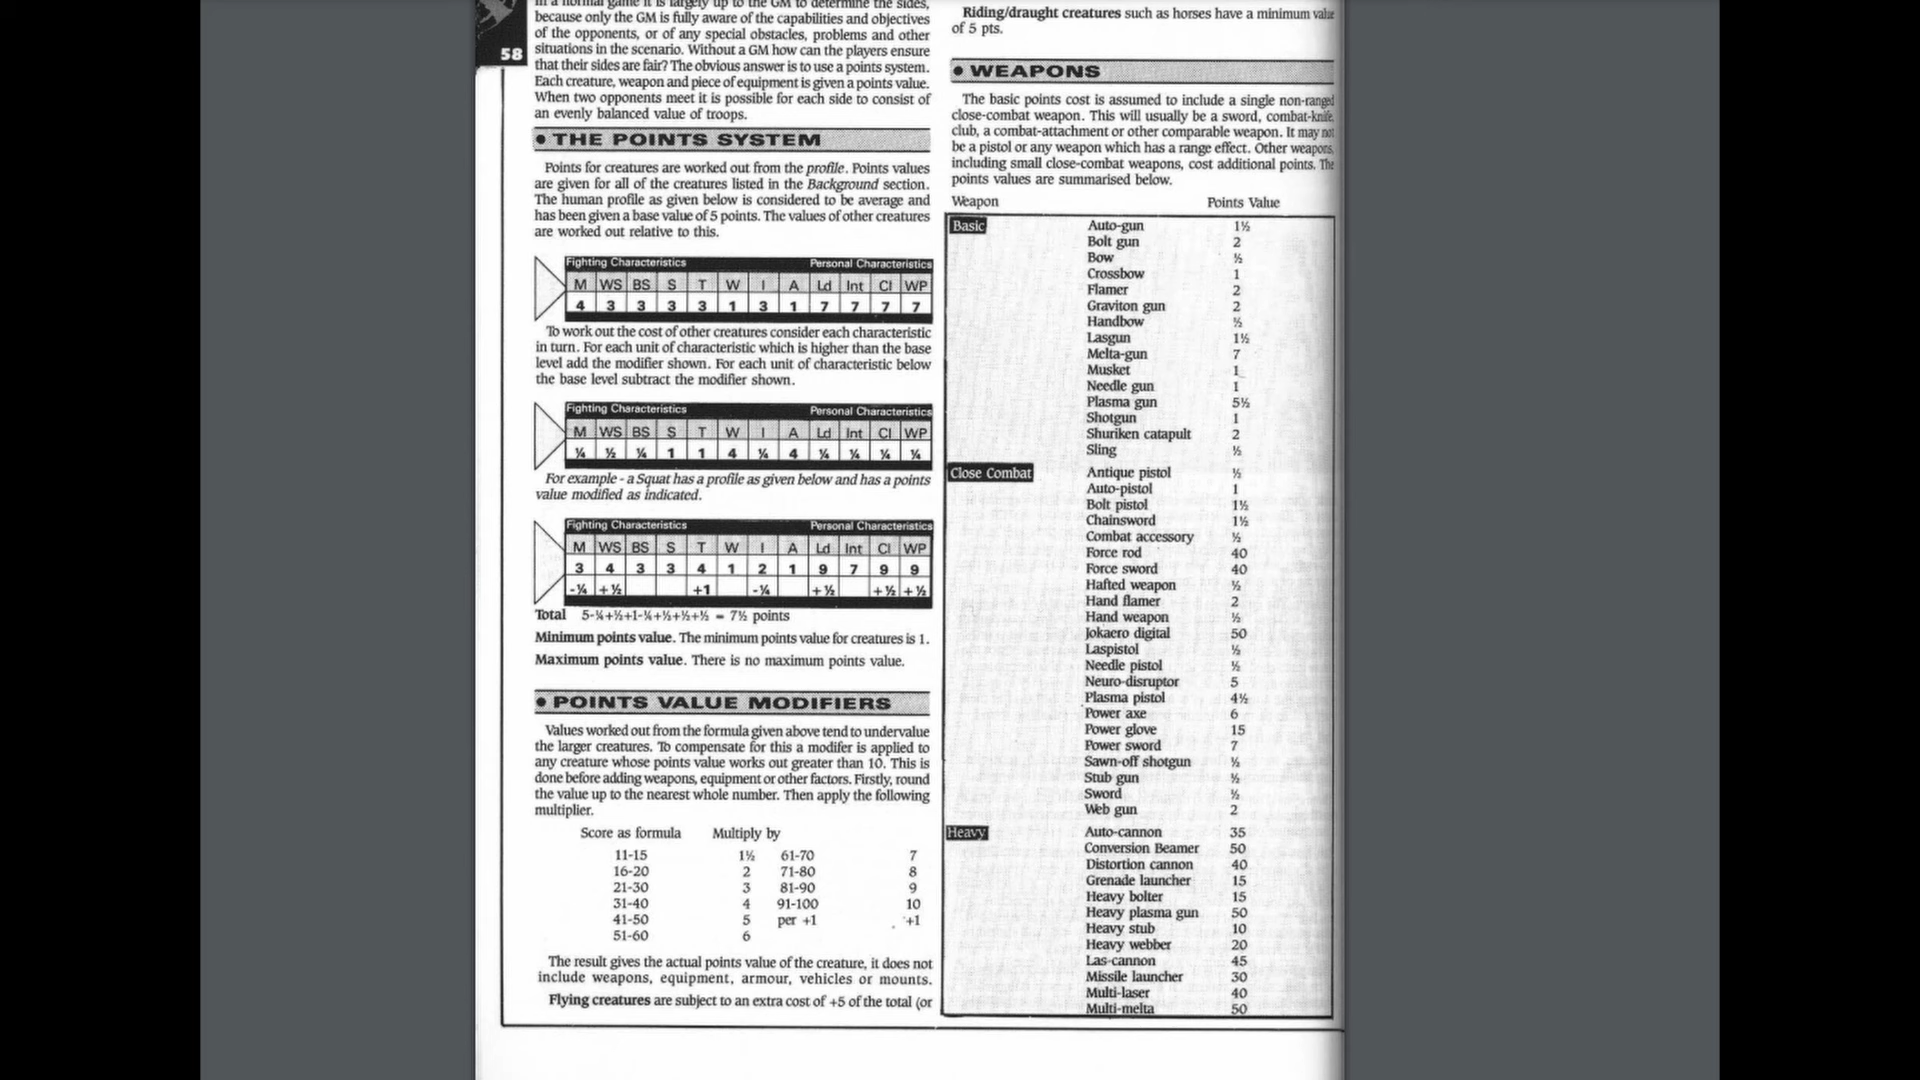 58
in a normal game it is largely up to the GM to determine the sides,
because only the GM is fully aware of the capabilities and objectives
of the opponents, or of any special obstacles, problems and other
situations in the scenario. Without a GM how can the players ensure
that their sides are fair? The obvious answer is to use a points system.
Each creature, weapon and piece of equipment is given a points value.
When two opponents meet it is possible for each side to consist of
an evenly balanced value of troops.
• THE POINTS SYSTEM
Points for creatures are worked out from the profile. Points values
are given for all of the creatures listed in the Background section.
The human profile as given below is considered to be average and
has been given a base value of 5 points. The values of other creatures
are worked out relative to this.
Fighting Characteristics Personal Characteristics
M WS BS S T W I A Ld Int Cl WP
4 3 3 3 3 1 3 1 7 7 7 7
To work out the cost of other creatures consider each characteristic
in turn. For each unit of characteristic which is higher than the base
level add the modifier shown. For each unit of characteristic below
the base level subtract the modifier shown.
Fighting Characteristics Personal Characteristics
M WS BS S T W I A Ld Int Cl WP
¼ ½ ¼ 1 1 4 ¼ 4 ¼ ¼ ¼ ¼
For example - a Squat has a profile as given below and has a points
value modified as indicated.
Fighting Characteristics Personal Characteristics
M WS BS S T W I A Ld Int Cl WP
3 4 3 3 4 1 2 1 9 7 9 9
-¼ +½ +1 -¼ +½ +½ +½
Total 5-¼+½+1-¼+½+½+½ = 7½ points
Minimum points value. The minimum points value for creatures is 1.
Maximum points value. There is no maximum points value.
• POINTS VALUE MODIFIERS
Values worked out from the formula given above tend to undervalue
the larger creatures. To compensate for this a modifer is applied to
any creature whose points value works out greater than 10. This is
done before adding weapons, equipment or other factors. Firstly, round
the value up to the nearest whole number. Then apply the following
multiplier.
Score as formula Multiply by
11-15 1½ 61-70 7
16-20 2 71-80 8
21-30 3 81-90 9
31-40 4 91-100 10
41-50 5 per +1 +1
51-60 6
The result gives the actual points value of the creature, it does not
include weapons, equipment, armour, vehicles or mounts.
Flying creatures are subject to an extra cost of +5 of the total (or
Riding/draught creatures such as horses have a minimum value
of 5 pts.
• WEAPONS
The basic points cost is assumed to include a single non-ranged
close-combat weapon. This will usually be a sword, combat-knife,
club, a combat-attachment or other comparable weapon. It may not
be a pistol or any weapon which has a range effect. Other weapons,
including small close-combat weapons, cost additional points. The
points values are summarised below.
Weapon Points Value
Basic Auto-gun 1½
Bolt gun 2
Bow ½
Crossbow 1
Flamer 2
Graviton gun 2
Handbow ½
Lasgun 1½
Melta-gun 7
Musket 1
Needle gun 1
Plasma gun 5½
Shotgun 1
Shuriken catapult 2
Sling ½
Close Combat Antique pistol ½
Auto-pistol 1
Bolt pistol 1½
Chainsword 1½
Combat accessory ½
Force rod 40
Force sword 40
Hafted weapon ½
Hand flamer 2
Hand weapon ½
Jokaero digital 50
Laspistol ½
Needle pistol ½
Neuro-disruptor 5
Plasma pistol 4½
Power axe 6
Power glove 15
Power sword 7
Sawn-off shotgun ½
Stub gun ½
Sword ½
Web gun 2
Heavy Auto-cannon 35
Conversion Beamer 50
Distortion cannon 40
Grenade launcher 15
Heavy bolter 15
Heavy plasma gun 50
Heavy stub 10
Heavy webber 20
Las-cannon 45
Missile launcher 30
Multi-laser 40
Multi-melta 50